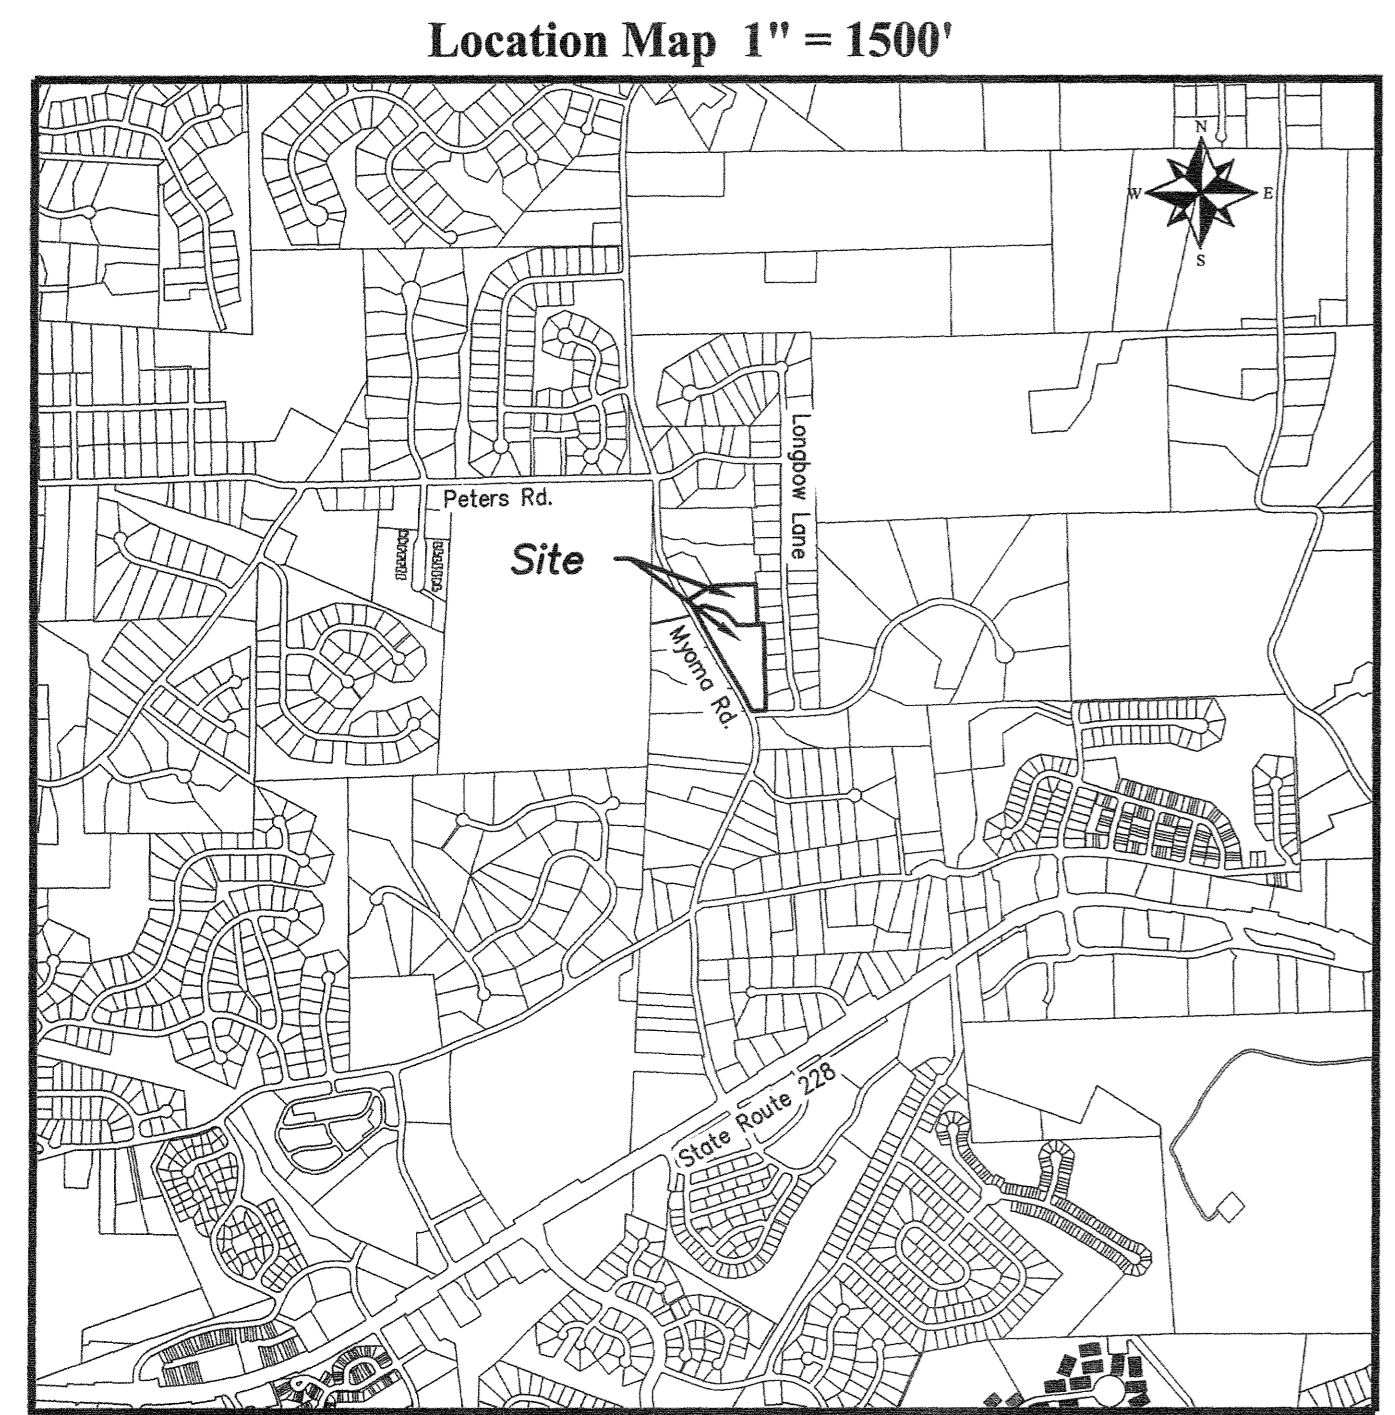 Location Map 1" = 1500'
N
W
E
S
Longbow Lane
Peters Rd.
Site
Myoma Rd.
State Route 228